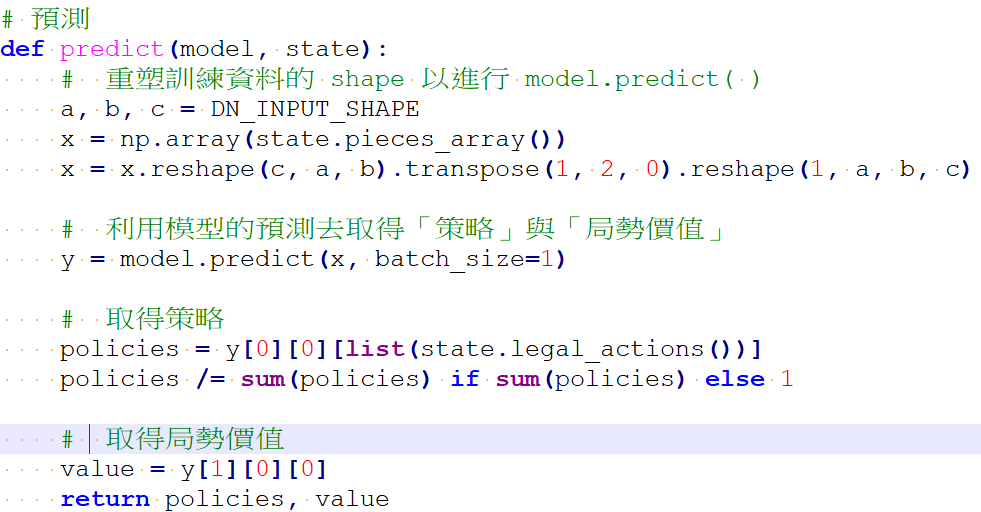 # 預測
def predict(model, state):
    #  重塑訓練資料的 shape 以進行 model.predict( )
    a, b, c = DN_INPUT_SHAPE
    x = np.array(state.pieces_array())
    x = x.reshape(c, a, b).transpose(1, 2, 0).reshape(1, a, b, c)
    #  利用模型的預測去取得「策略」與「局勢價值」
    y = model.predict(x, batch_size=1)
    #  取得策略
    policies = y[0][0][list(state.legal_actions())]
    policies /= sum(policies) if sum(policies) else 1
    #  取得局勢價值
    value = y[1][0][0]
    return policies, value